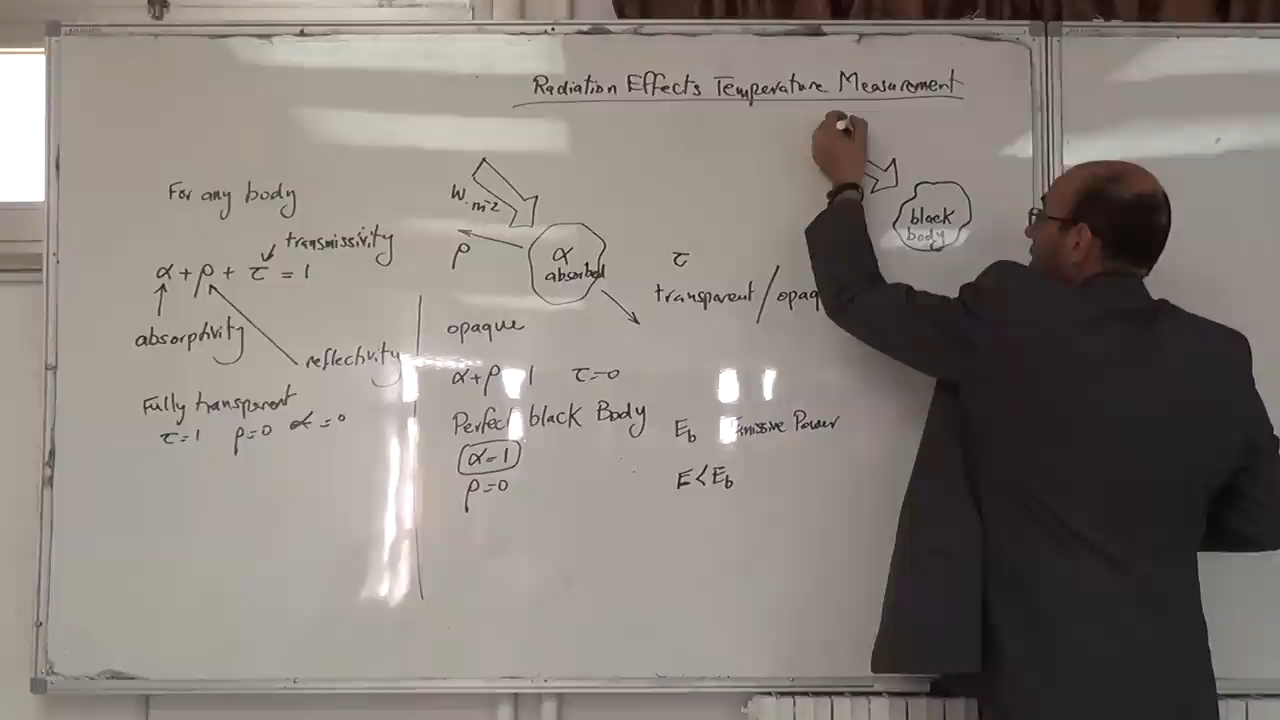 Radiation Effects Temperature Measurement
For any body
transmissivity
α + ρ + τ = 1
absorptivity
reflectivity
Fully transparent
τ=1 ρ=0 α=0
W.m-2
ρ
α
absorbed
τ
transparent / opaq
opaque
α+ρ 1 τ=0
Perfect black Body
α=1
ρ=0
Eb Emissive Power
E<Eb
black
body